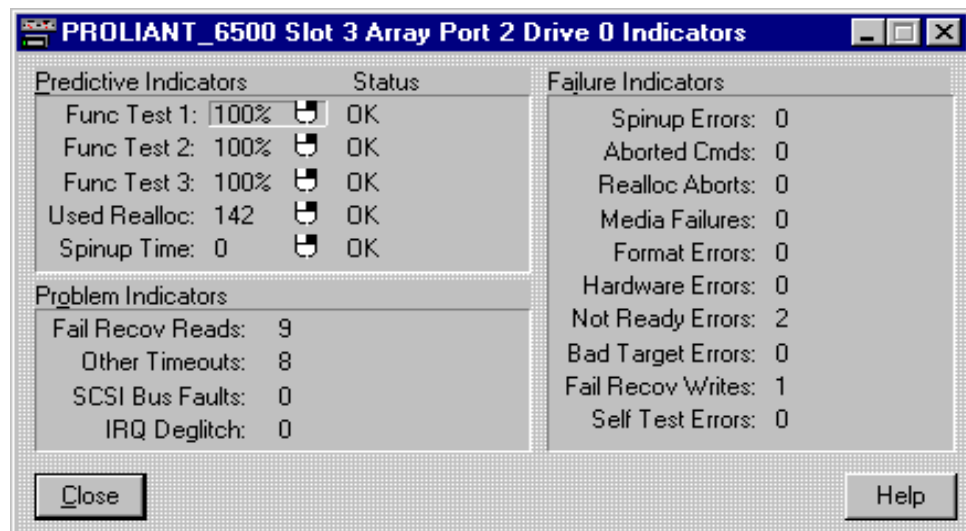 PROLIANT_6500 Slot 3 Array Port 2 Drive 0 Indicators
Predictive Indicators Status
Func Test 1: 100% OK
Func Test 2: 100% OK
Func Test 3: 100% OK
Used Realloc: 142 OK
Spinup Time: 0 OK
Problem Indicators
Fail Recov Reads: 9
Other Timeouts: 8
SCSI Bus Faults: 0
IRQ Deglitch: 0
Failure Indicators
Spinup Errors: 0
Aborted Cmds: 0
Realloc Aborts: 0
Media Failures: 0
Format Errors: 0
Hardware Errors: 0
Not Ready Errors: 2
Bad Target Errors: 0
Fail Recov Writes: 1
Self Test Errors: 0
Close
Help